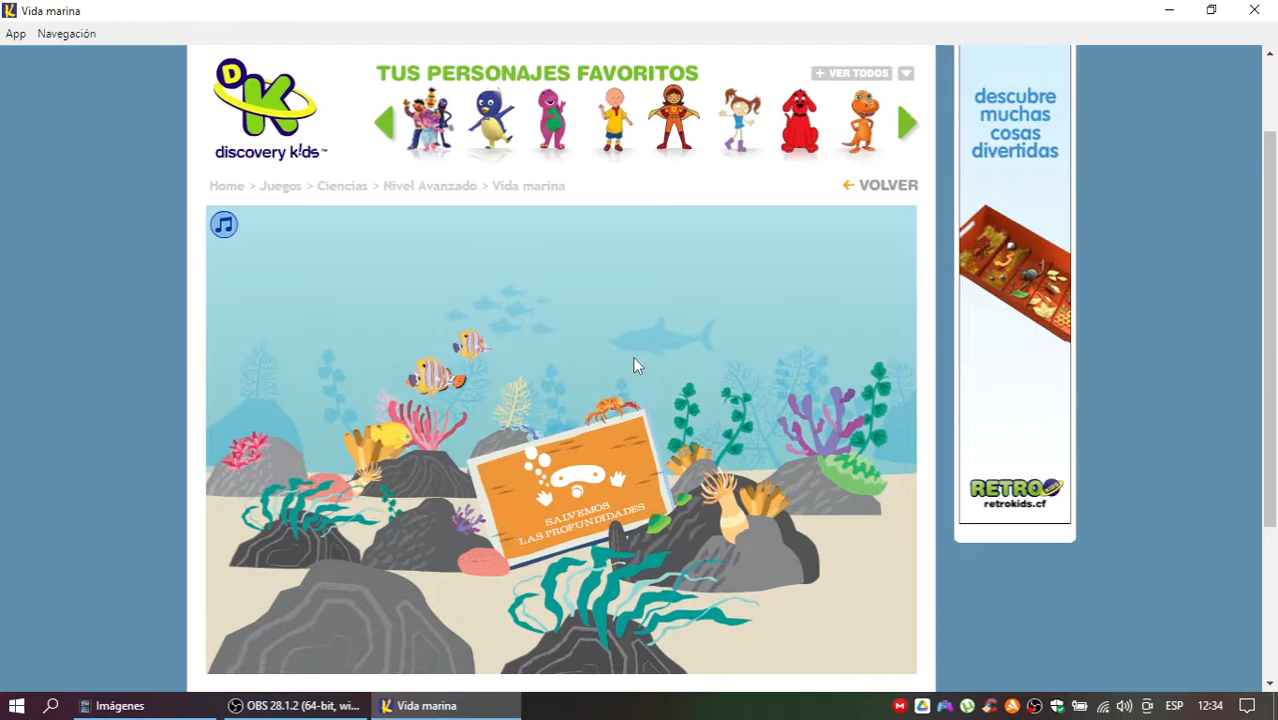 Vida marina
App Navegación
D
K
discovery k!ds™
TUS PERSONAJES FAVORITOS
+ VER TODOS
Home > Juegos > Ciencias > Nivel Avanzado > Vida marina
← VOLVER
SALVEMOS
LAS PROFUNDIDADES
descubre
muchas
cosas
divertidas
RETRO
retrokids.cf
Imágenes
OBS 28.1.2 (64-bit, wi...
Vida marina
ESP
12:34